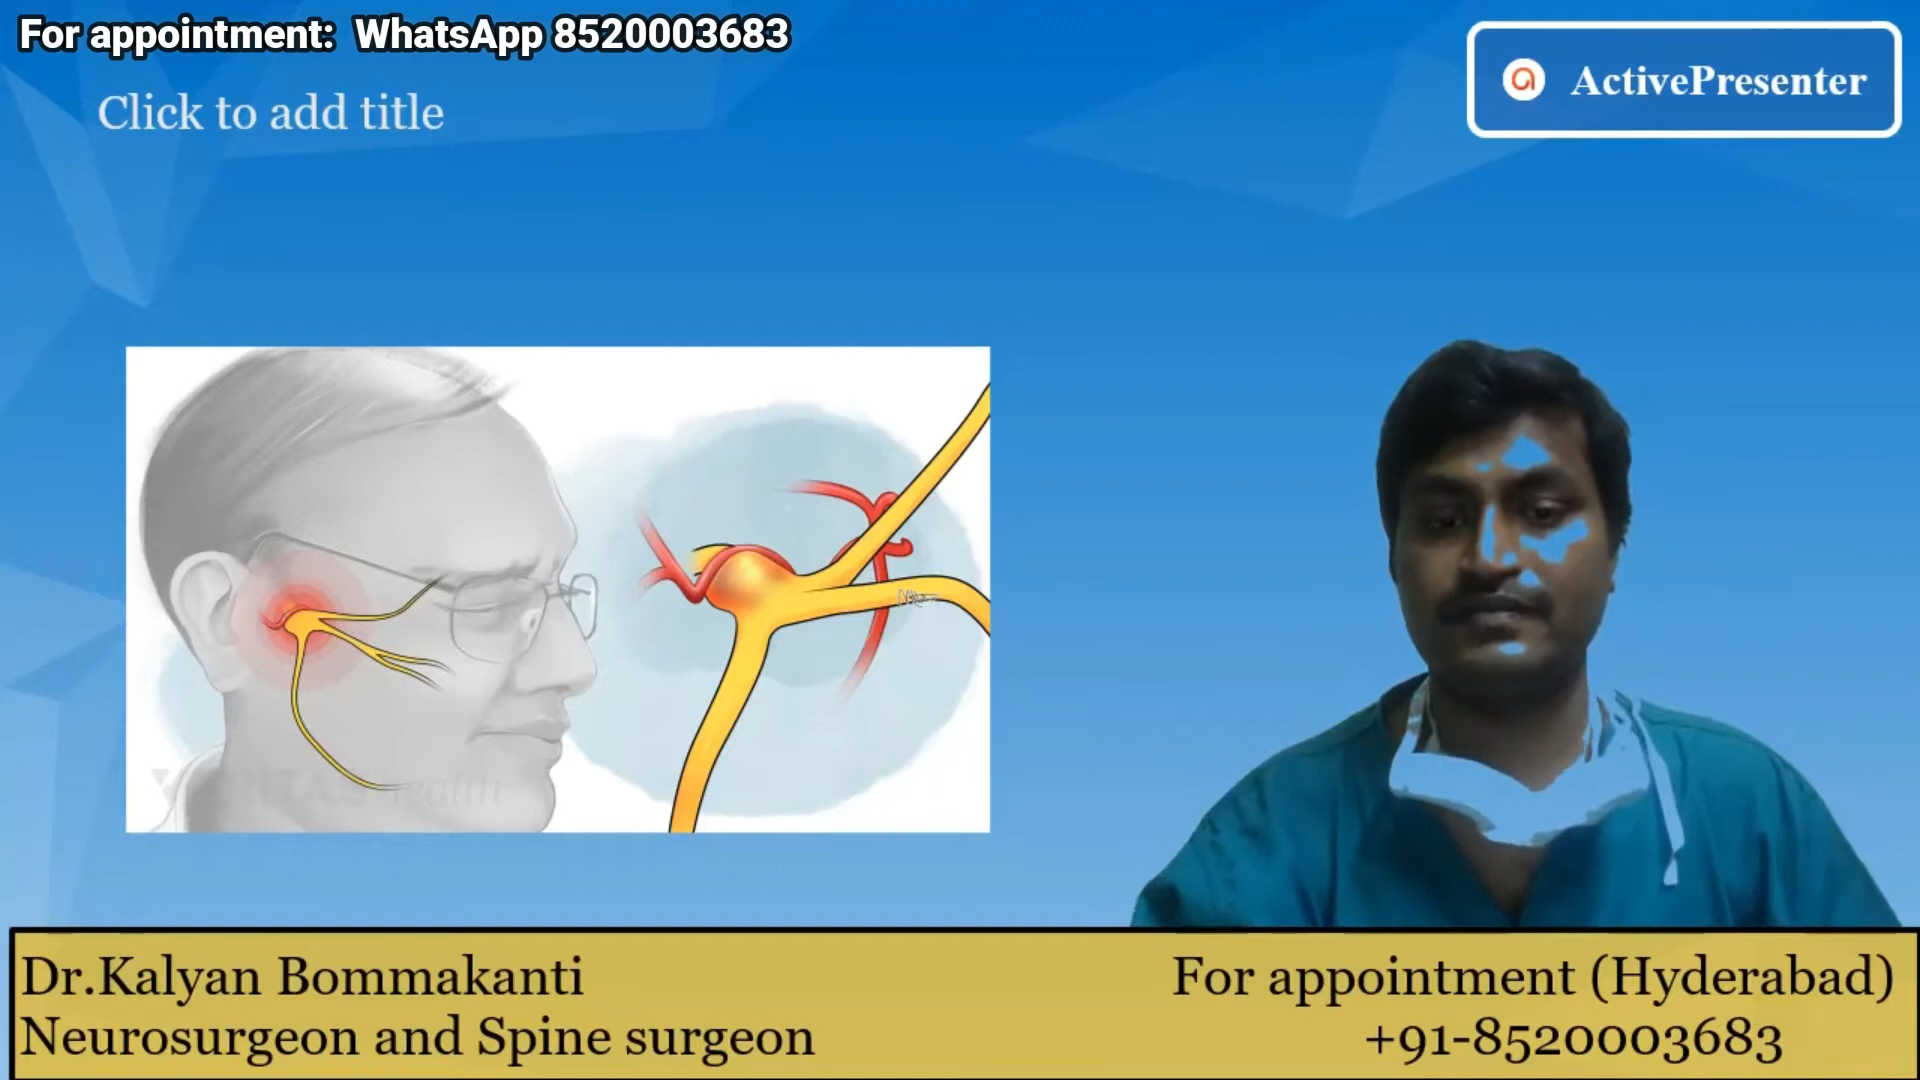 For appointment: WhatsApp 8520003683
ActivePresenter
Click to add title
Health
Dr.Kalyan Bommakanti
Neurosurgeon and Spine surgeon
For appointment (Hyderabad)
+91-8520003683